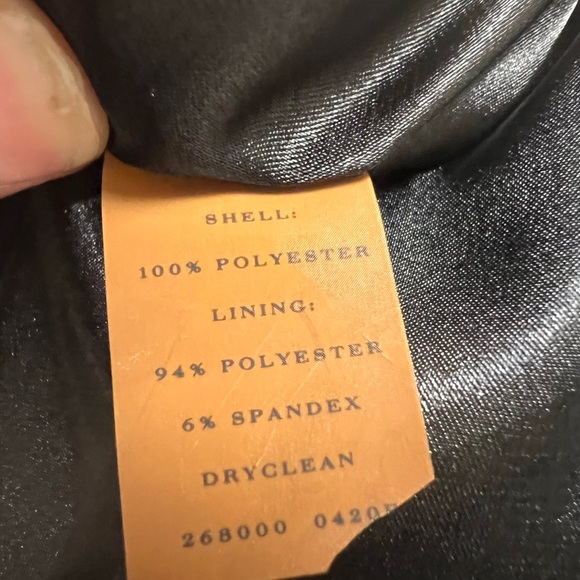 SHELL:
100% POLYESTER
LINING:
94% POLYESTER
6% SPANDEX
DRYCLEAN
268000